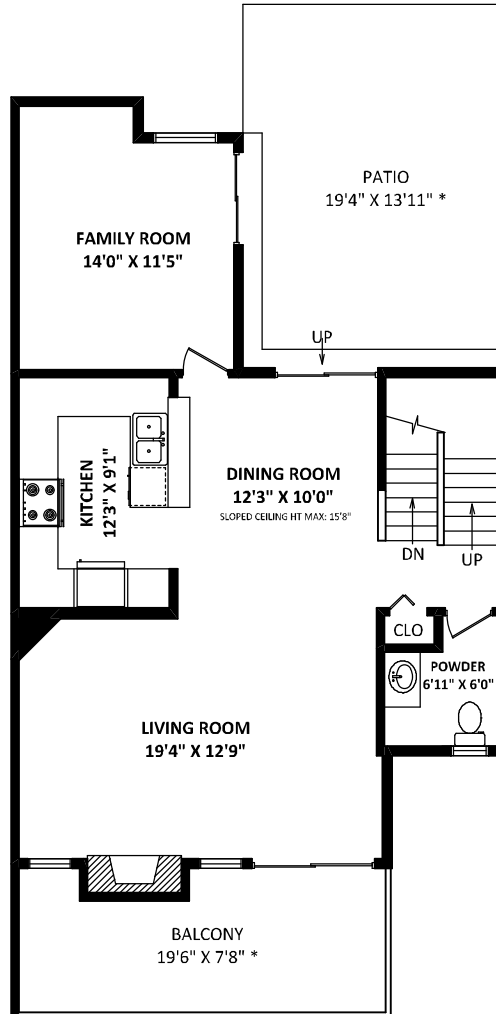 PATIO
19'4" X 13'11" *
FAMILY ROOM
14'0" X 11'5"
UP
KITCHEN
12'3" X 9'1"
DINING ROOM
12'3" X 10'0"
SLOPED CEILING HT MAX: 15'8"
DN
UP
CLO
POWDER
6'11" X 6'0"
LIVING ROOM
19'4" X 12'9"
BALCONY
19'6" X 7'8" *